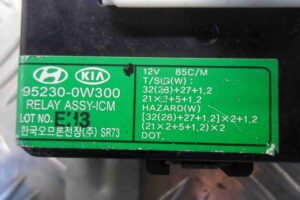 HYUNDAI KIA
95230-0W300
RELAY ASSY-ICM
LOT NO. E313
한국오므론전장(주) SR73
12V 85C/M
T/SIG(W):
32(28)+27+1,2
21×2+5+1,2
HAZARD(W)
[32(28)+27+1,2]×2+1,2
(21×2+5+1,2)×2
DOT.